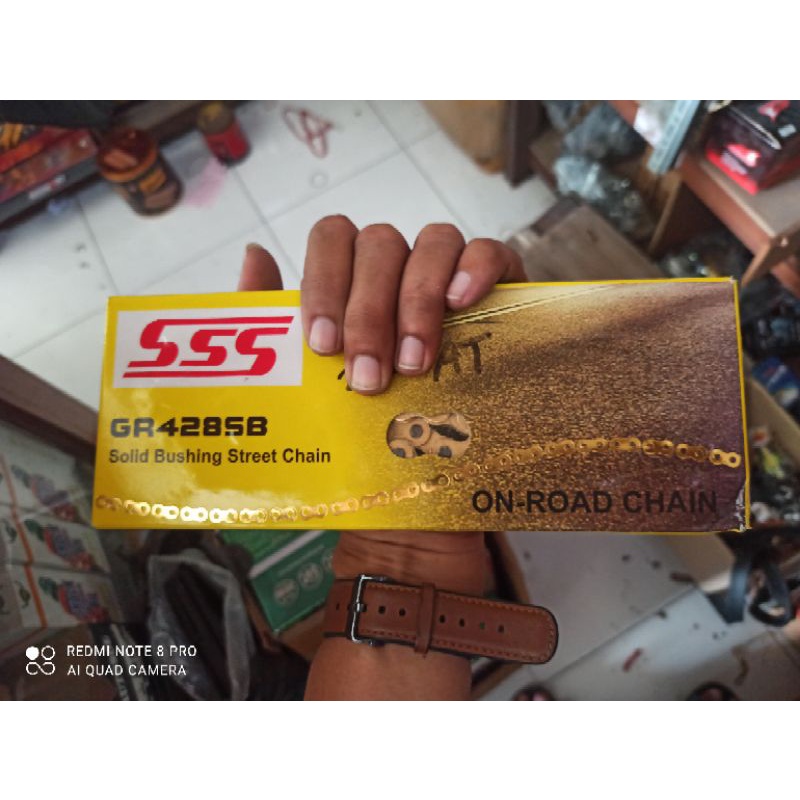 SSS
GR428SB
Solid Bushing Street Chain
ON-ROAD CHAIN
REDMI NOTE 8 PRO
AI QUAD CAMERA